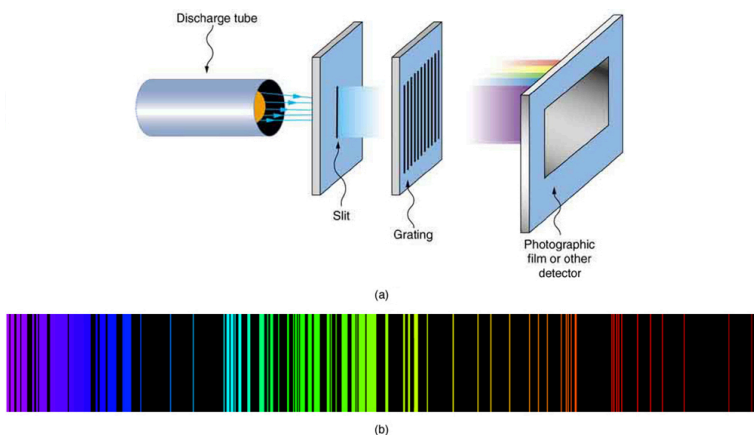 Discharge tube
Slit
Grating
Photographic
film or other
detector
(a)
(b)